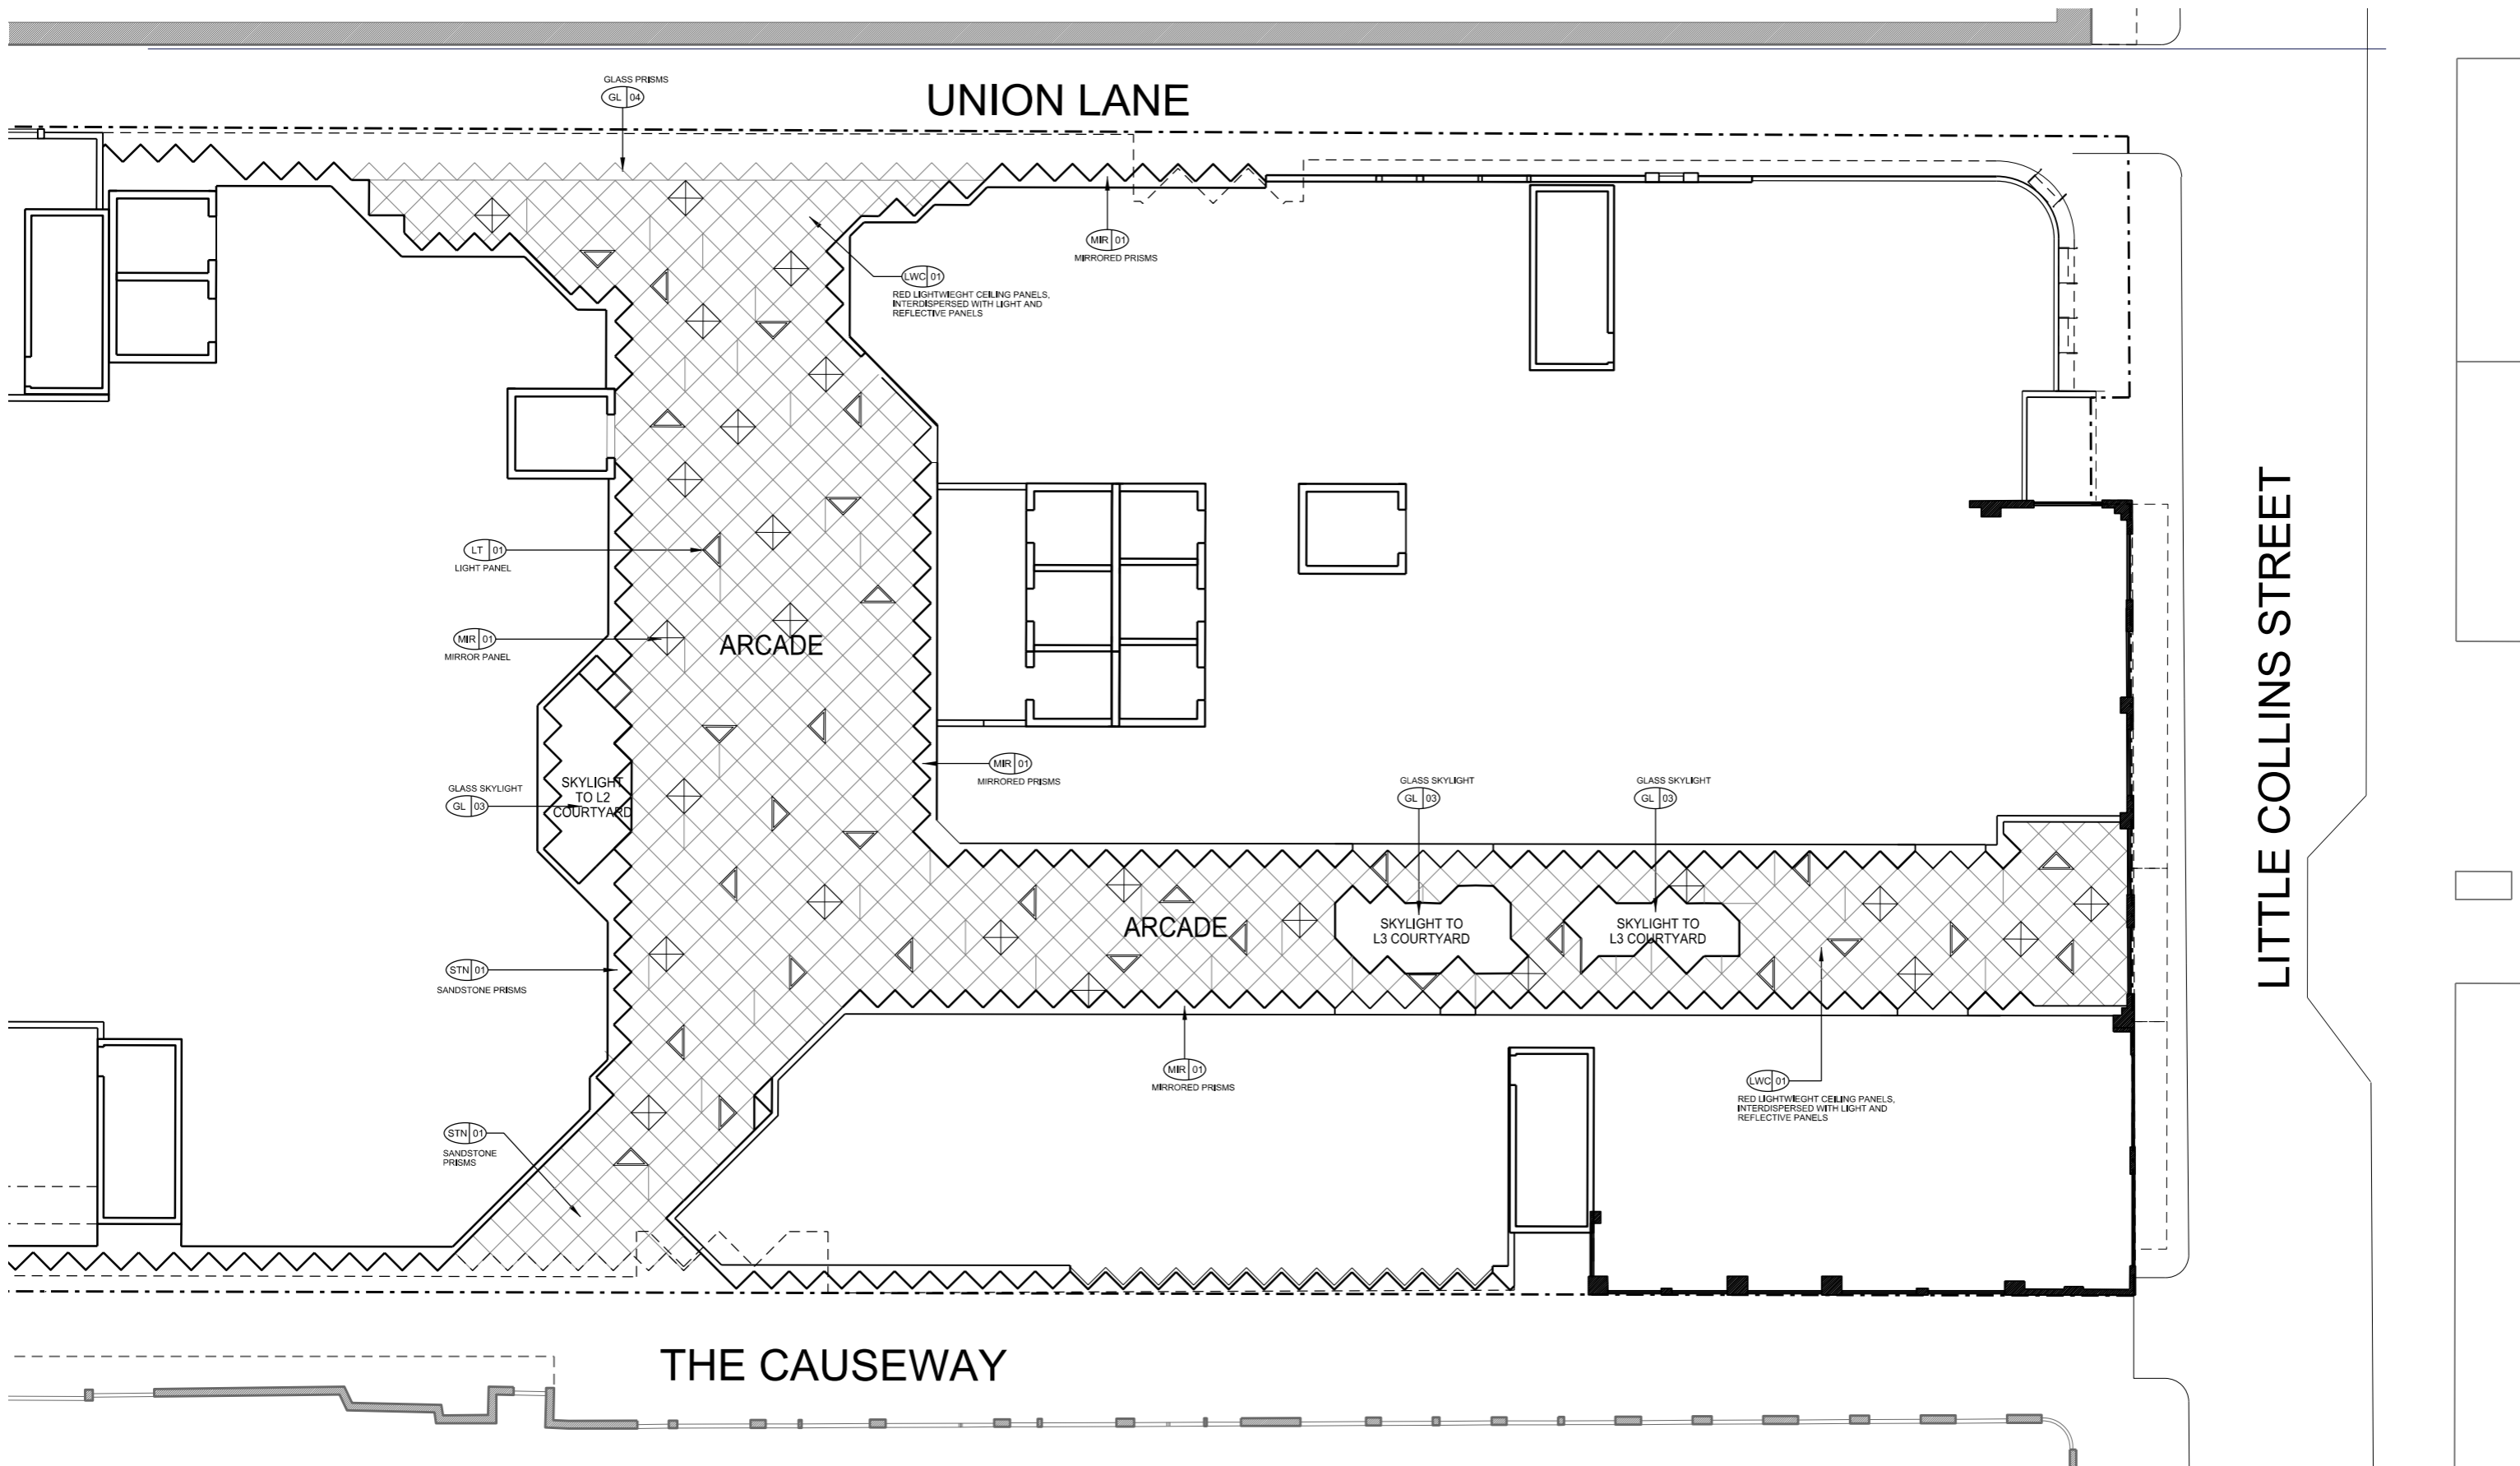 GLASS PRISMS
GL 04
UNION LANE
MIR 01
MIRRORED PRISMS
LWC 01
RED LIGHTWIEGHT CEILING PANELS,
INTERDISPERSED WITH LIGHT AND
REFLECTIVE PANELS
LT 01
LIGHT PANEL
MIR 01
MIRROR PANEL
ARCADE
GLASS SKYLIGHT
GL 03
SKYLIGHT
TO L2
COURTYARD
MIR 01
MIRRORED PRISMS
GLASS SKYLIGHT
GL 03
GLASS SKYLIGHT
GL 03
LITTLE COLLINS STREET
ARCADE
SKYLIGHT TO
L3 COURTYARD
SKYLIGHT TO
L3 COURTYARD
STN 01
SANDSTONE PRISMS
MIR 01
MIRRORED PRISMS
LWC 01
RED LIGHTWIEGHT CEILING PANELS,
INTERDISPERSED WITH LIGHT AND
REFLECTIVE PANELS
STN 01
SANDSTONE
PRISMS
THE CAUSEWAY